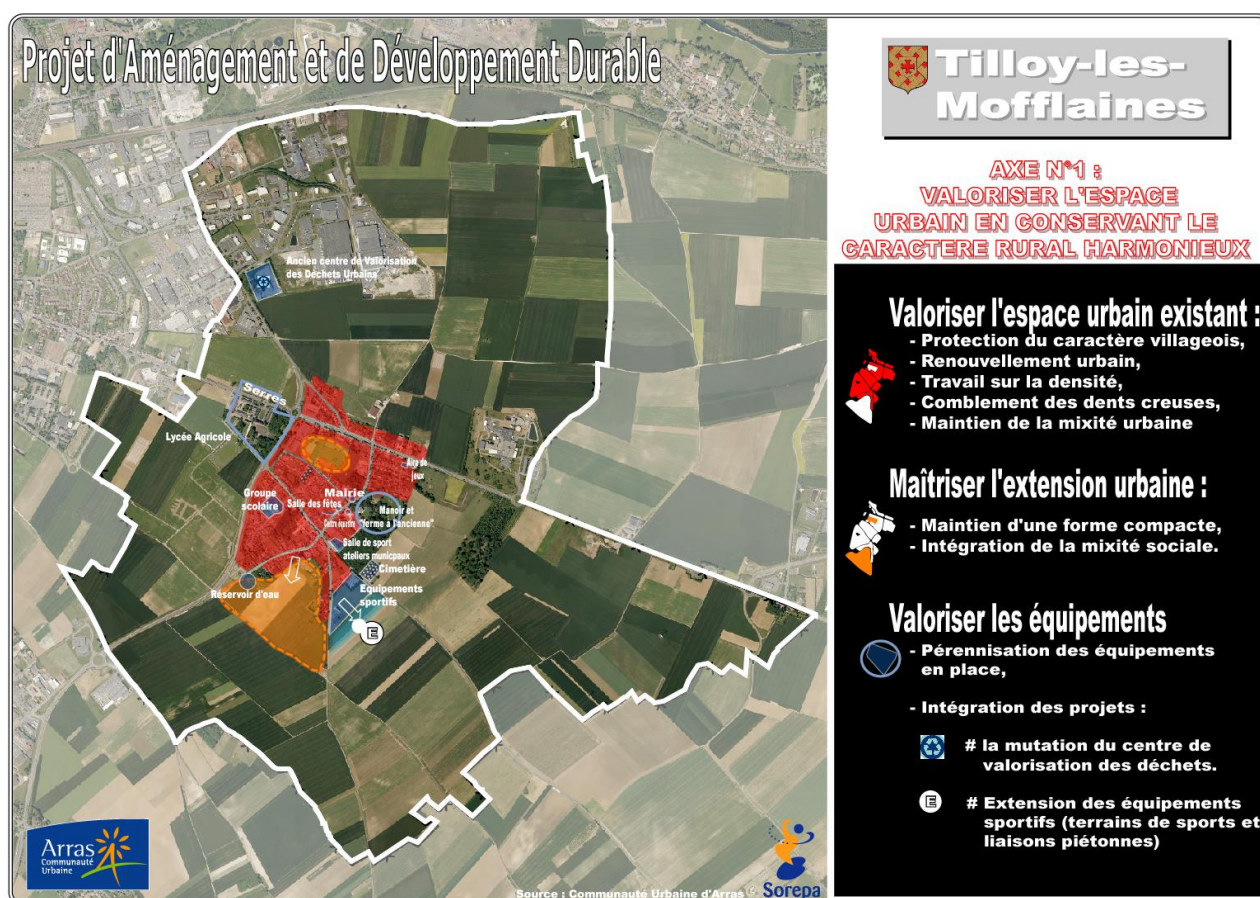 Projet d'Aménagement et de Développement Durable
Ancien centre de Valorisation
des Déchets Urbains
Serres
Lycée Agricole
Aire de
jeux
Groupe
scolaire
Mairie
Salle des fêtes
Manoir et
"ferme à l'ancienne"
Salle de sport
ateliers municpaux
Cimetière
Réservoir d'eau
Equipements
sportifs
E
Arras
Communauté
Urbaine
Source : Communauté Urbaine d'Arras
Sorepa
Tilloy-les-
Mofflaines
AXE N°1 :
VALORISER L'ESPACE
URBAIN EN CONSERVANT LE
CARACTERE RURAL HARMONIEUX
Valoriser l'espace urbain existant :
- Protection du caractère villageois,
- Renouvellement urbain,
- Travail sur la densité,
- Comblement des dents creuses,
- Maintien de la mixité urbaine
Maîtriser l'extension urbaine :
- Maintien d'une forme compacte,
- Intégration de la mixité sociale.
Valoriser les équipements
- Pérennisation des équipements
en place,
- Intégration des projets :
# la mutation du centre de
valorisation des déchets.
E
# Extension des équipements
sportifs (terrains de sports et
liaisons piétonnes)